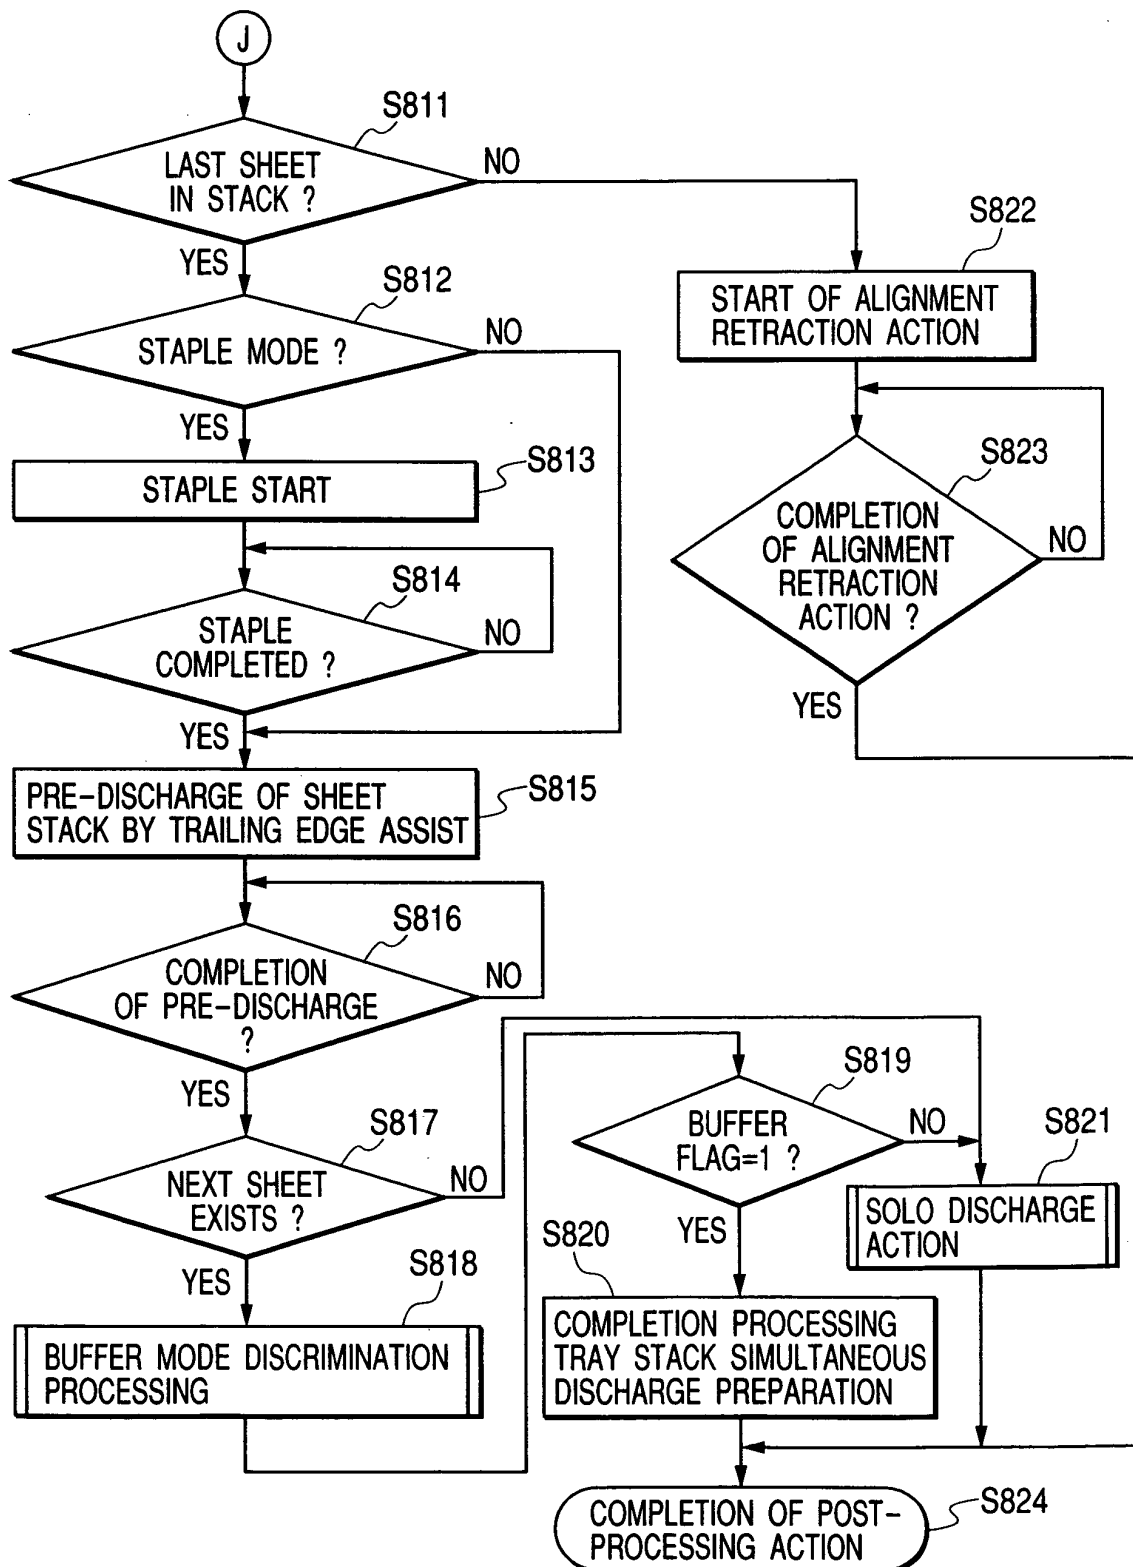 J
S811
LAST SHEET
IN STACK ?
NO
YES
S812
STAPLE MODE ?
NO
YES
S813
STAPLE START
S814
STAPLE
COMPLETED ?
NO
YES
S815
PRE-DISCHARGE OF SHEET
STACK BY TRAILING EDGE ASSIST
S816
COMPLETION
OF PRE-DISCHARGE
?
NO
YES
S817
NEXT SHEET
EXISTS ?
NO
YES
S818
BUFFER MODE DISCRIMINATION
PROCESSING
S819
BUFFER
FLAG=1 ?
NO
YES
S820
COMPLETION PROCESSING
TRAY STACK SIMULTANEOUS
DISCHARGE PREPARATION
S821
SOLO DISCHARGE
ACTION
S822
START OF ALIGNMENT
RETRACTION ACTION
S823
COMPLETION
OF ALIGNMENT
RETRACTION
ACTION ?
NO
YES
S824
COMPLETION OF POST-
PROCESSING ACTION